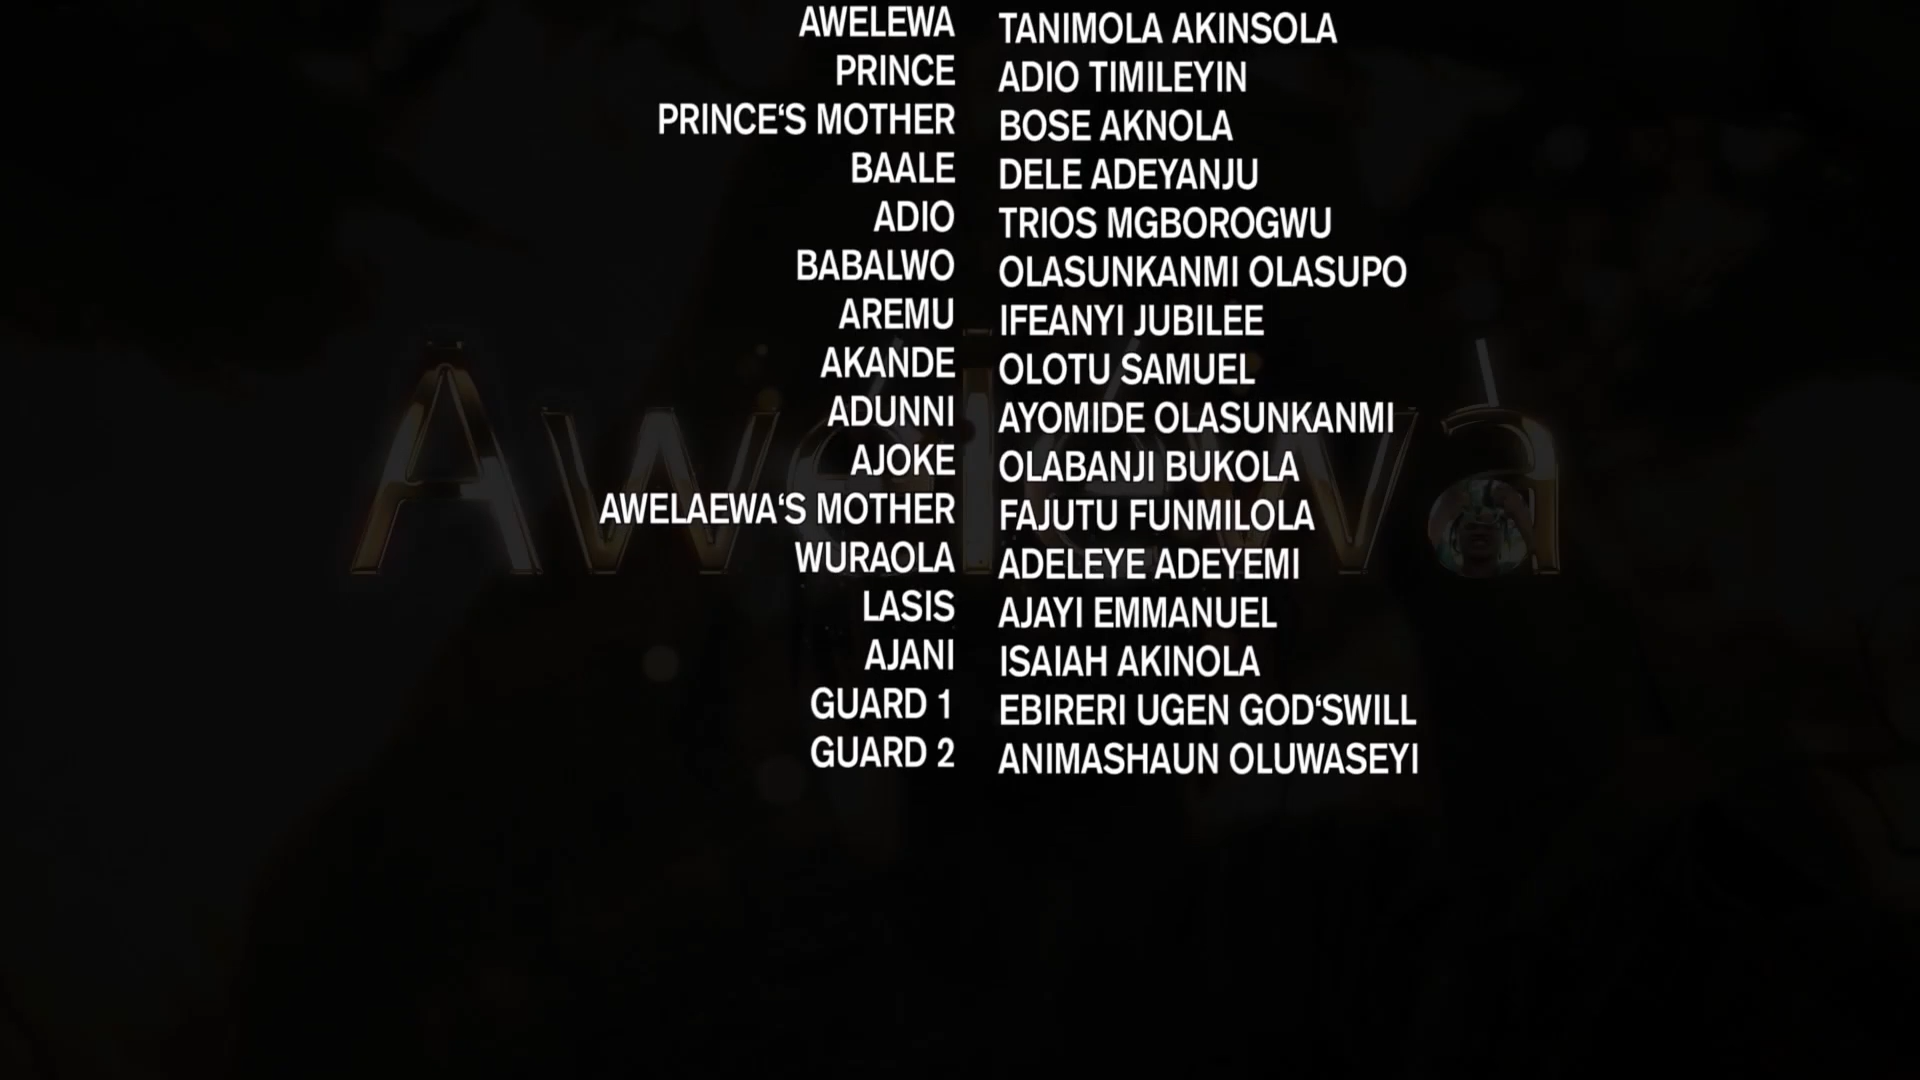 AWELEWA TANIMOLA AKINSOLA
PRINCE ADIO TIMILEYIN
PRINCE‘S MOTHER BOSE AKNOLA
BAALE DELE ADEYANJU
ADIO TRIOS MGBOROGWU
BABALWO OLASUNKANMI OLASUPO
AREMU IFEANYI JUBILEE
AKANDE OLOTU SAMUEL
ADUNNI AYOMIDE OLASUNKANMI
AJOKE OLABANJI BUKOLA
AWELAEWA‘S MOTHER FAJUTU FUNMILOLA
WURAOLA ADELEYE ADEYEMI
LASIS AJAYI EMMANUEL
AJANI ISAIAH AKINOLA
GUARD 1 EBIRERI UGEN GOD‘SWILL
GUARD 2 ANIMASHAUN OLUWASEYI